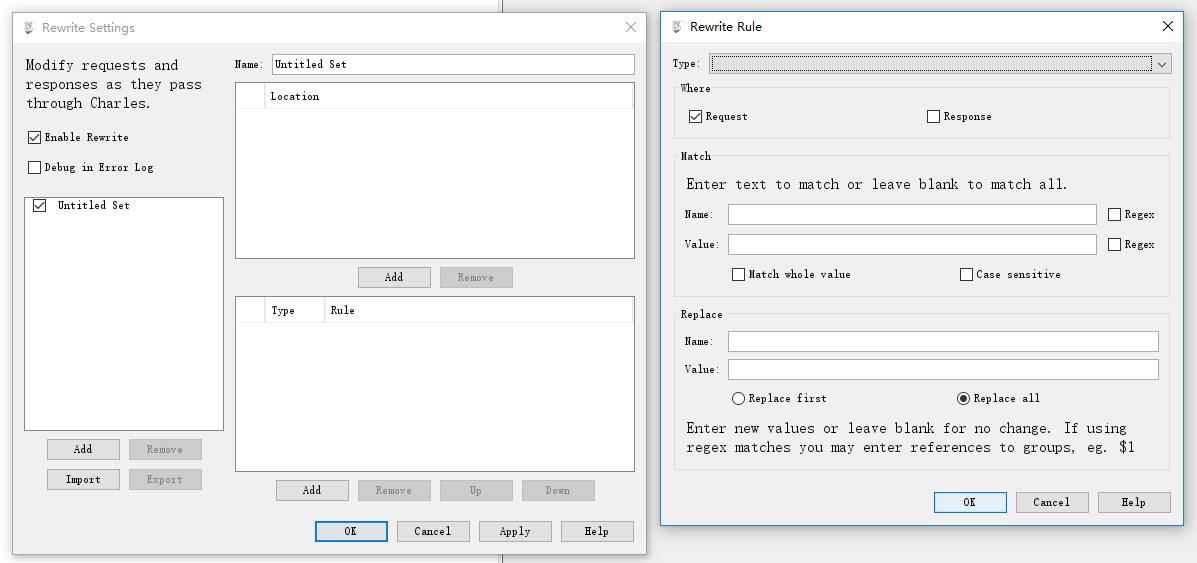 Rewrite Settings
Modify requests and
responses as they pass
through Charles.
Enable Rewrite
Debug in Error Log
Untitled Set
Add Remove
Import Export
Name: Untitled Set
Location
Add Remove
Type Rule
Add Remove Up Down
OK Cancel Apply Help
Rewrite Rule
Type:
Where
Request Response
Match
Enter text to match or leave blank to match all.
Name: Regex
Value: Regex
Match whole value Case sensitive
Replace
Name:
Value:
Replace first Replace all
Enter new values or leave blank for no change. If using
regex matches you may enter references to groups, eg. $1
OK Cancel Help